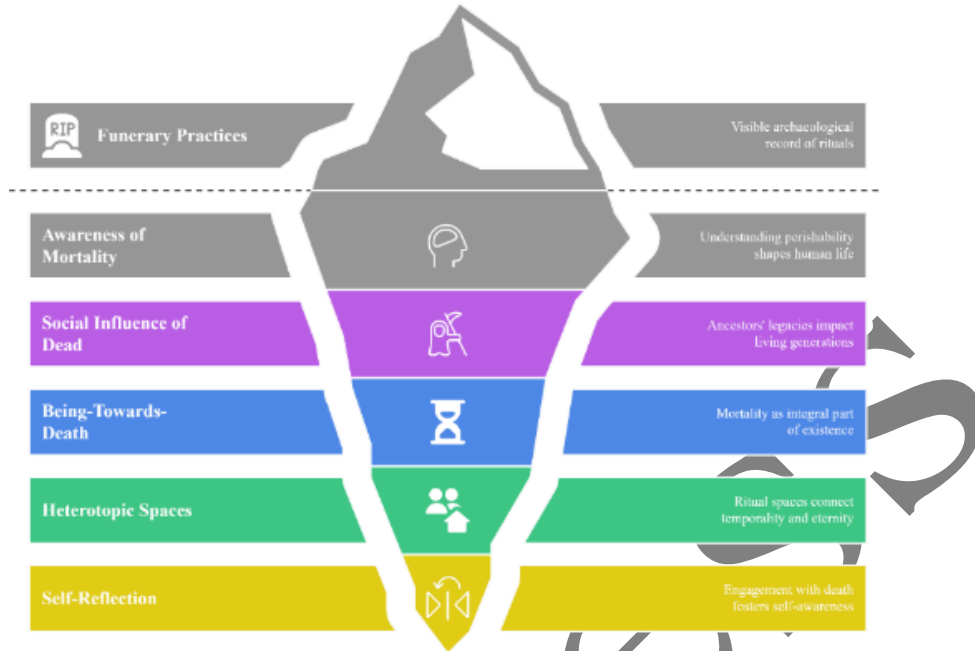 RIP
Funerary Practices
Visible archaeological
record of rituals
Awareness of
Mortality
Understanding perishability
shapes human life
Social Influence of
Dead
Ancestors' legacies impact
living generations
Being-Towards-
Death
Mortality as integral part
of existence
Heterotopic Spaces
Ritual spaces connect
temporality and eternity
Self-Reflection
Engagement with death
fosters self-awareness